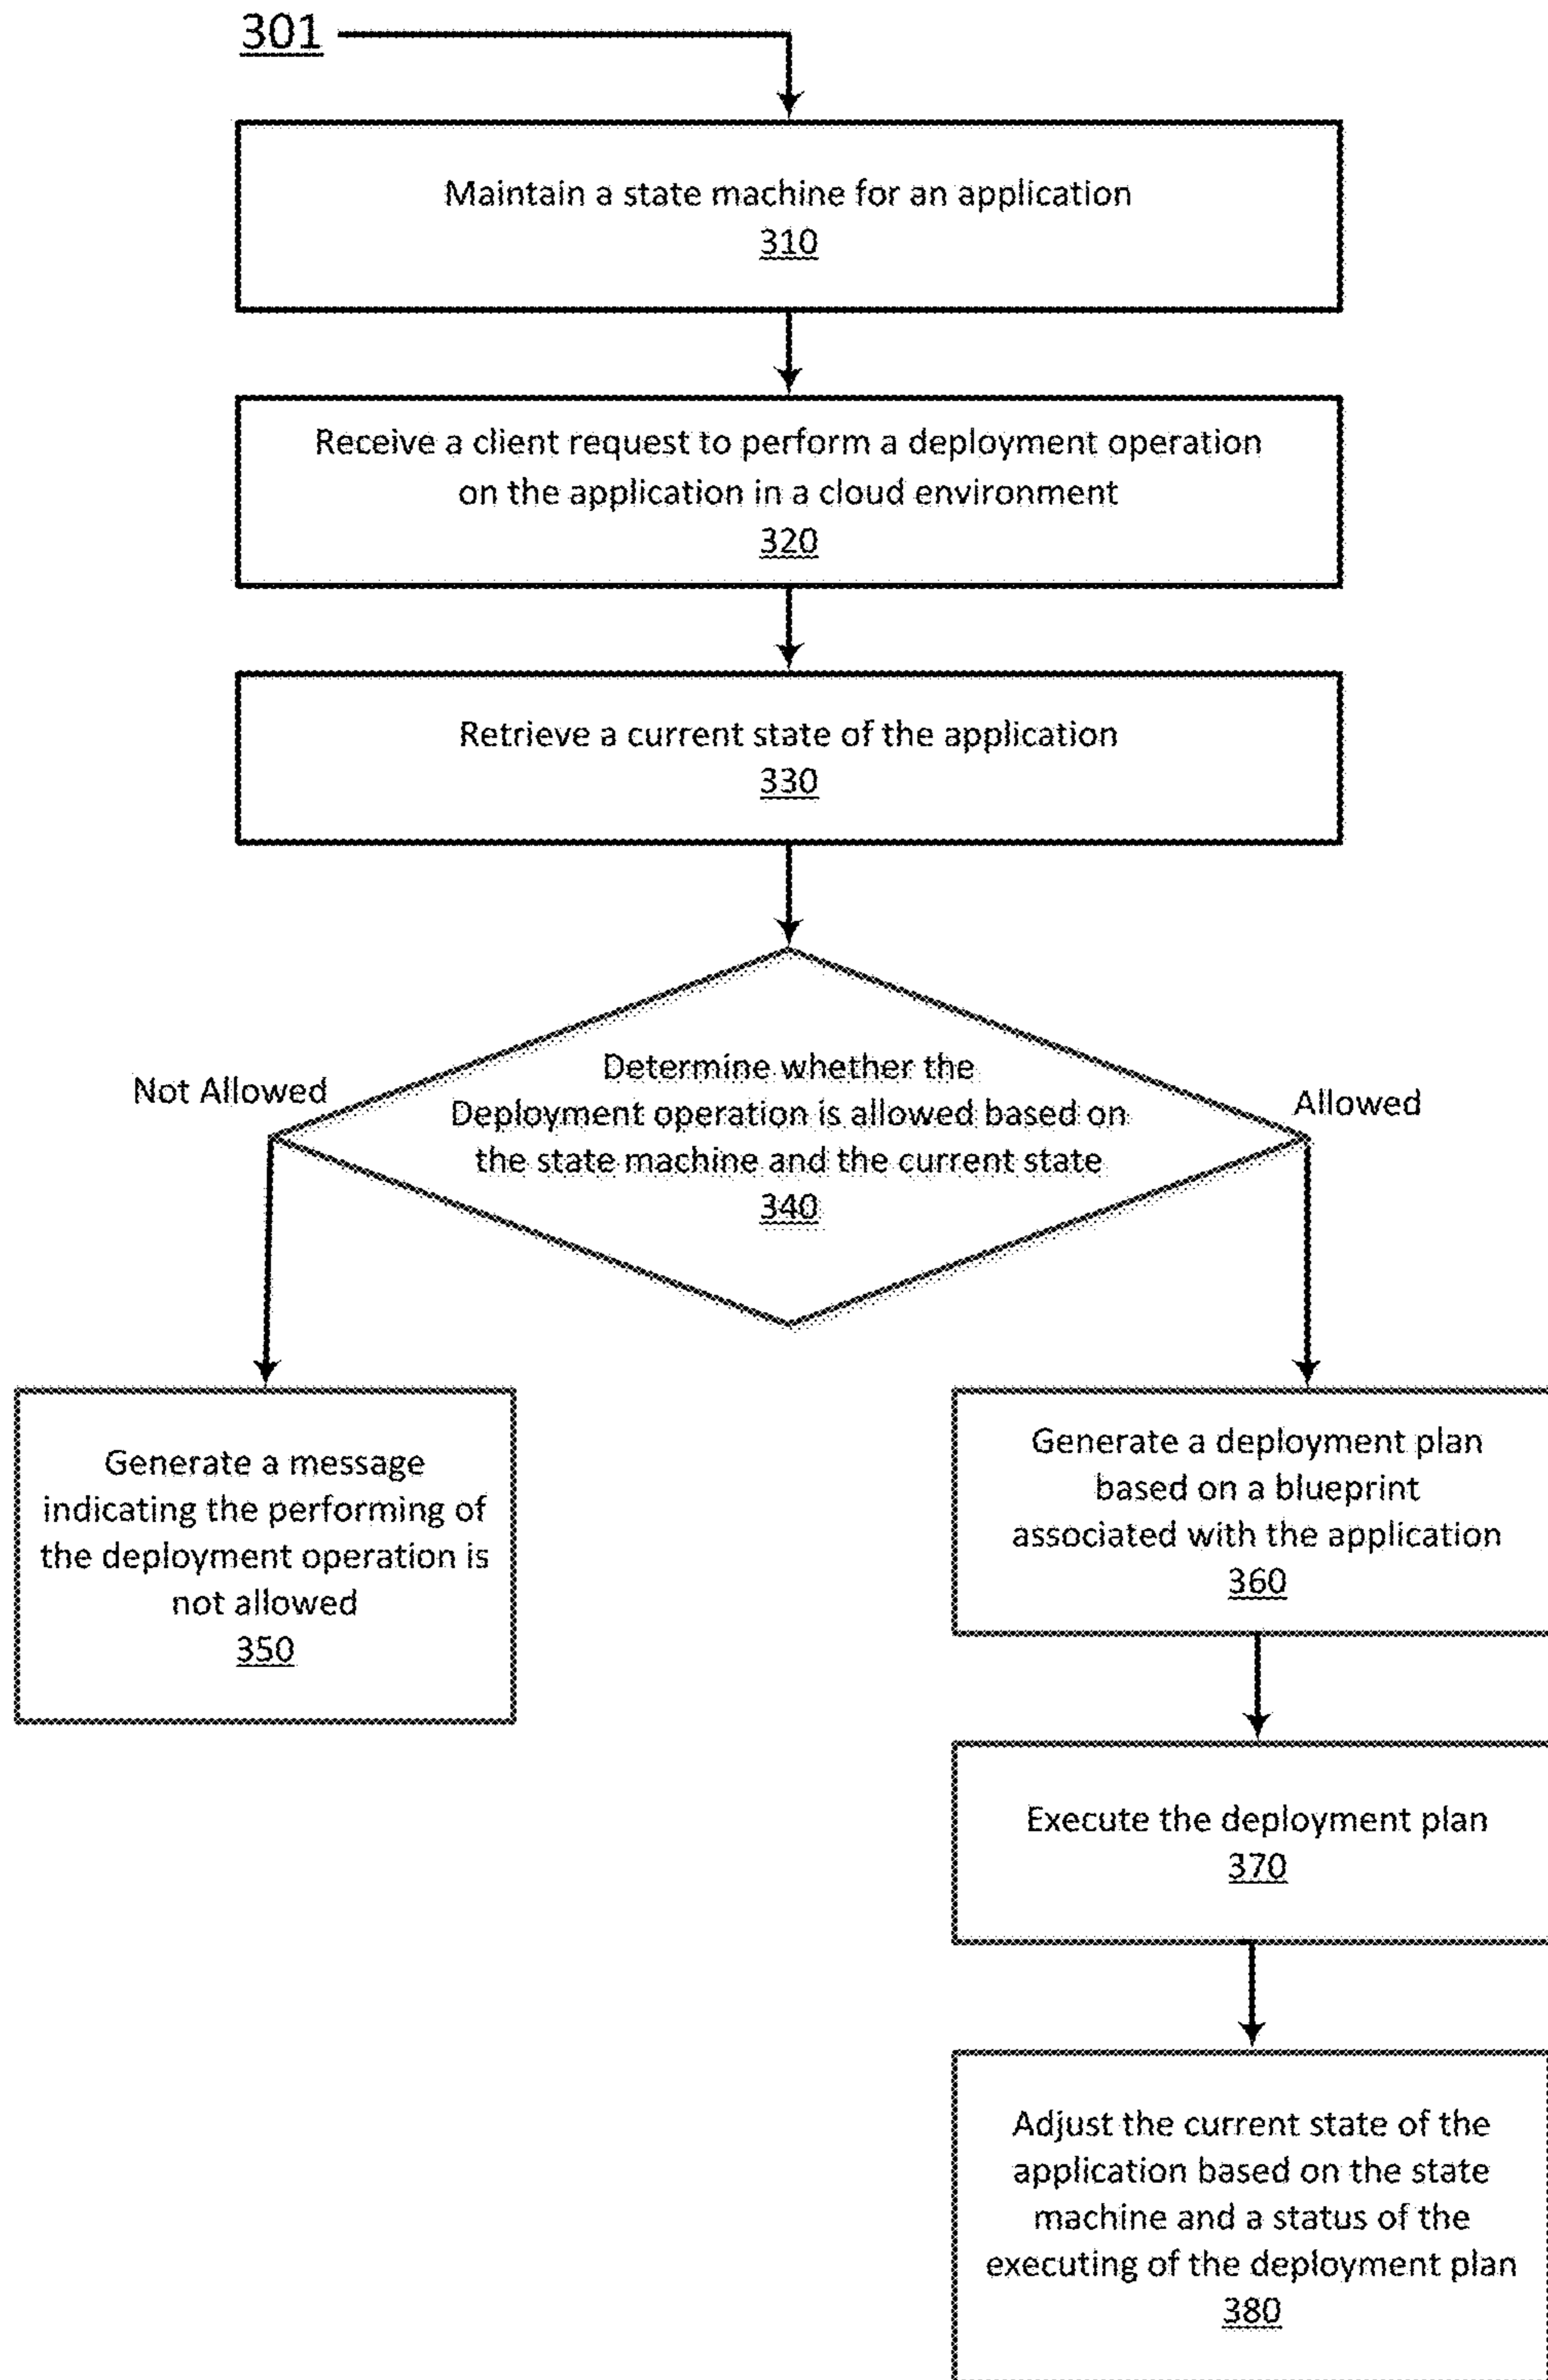 301
Maintain a state machine for an application
310
Receive a client request to perform a deployment operation
on the application in a cloud environment
320
Retrieve a current state of the application
330
Determine whether the
Deployment operation is allowed based on
the state machine and the current state
340
Not Allowed
Allowed
Generate a message
indicating the performing of
the deployment operation is
not allowed
350
Generate a deployment plan
based on a blueprint
associated with the application
360
Execute the deployment plan
370
Adjust the current state of the
application based on the state
machine and a status of the
executing of the deployment plan
380